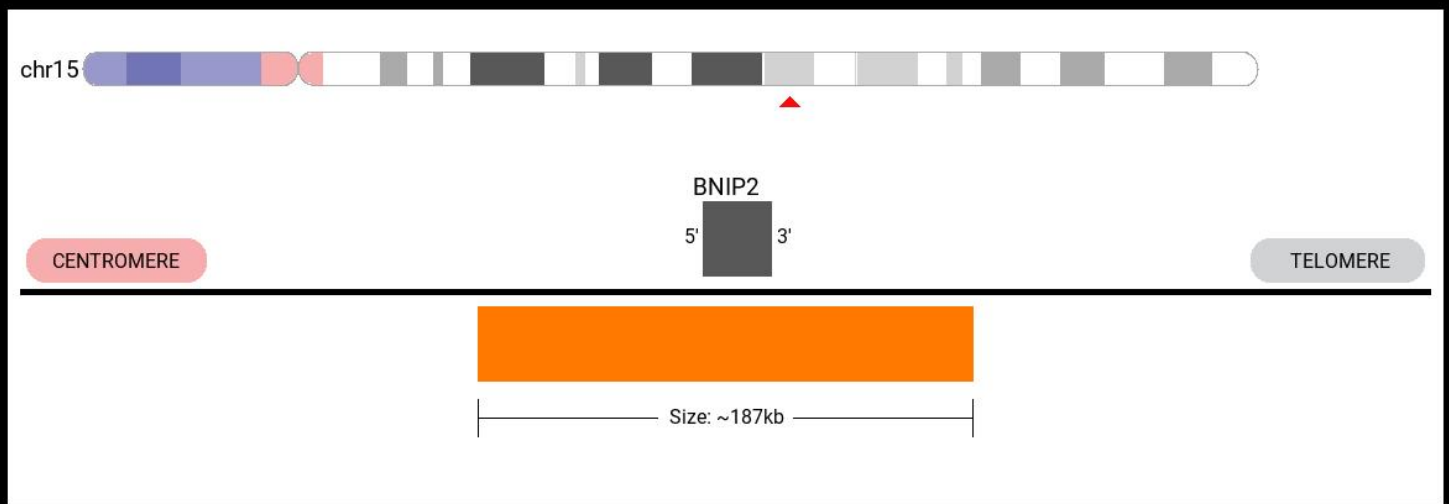 chr15
BNIP2
5' 3'
CENTROMERE
TELOMERE
Size: ~187kb